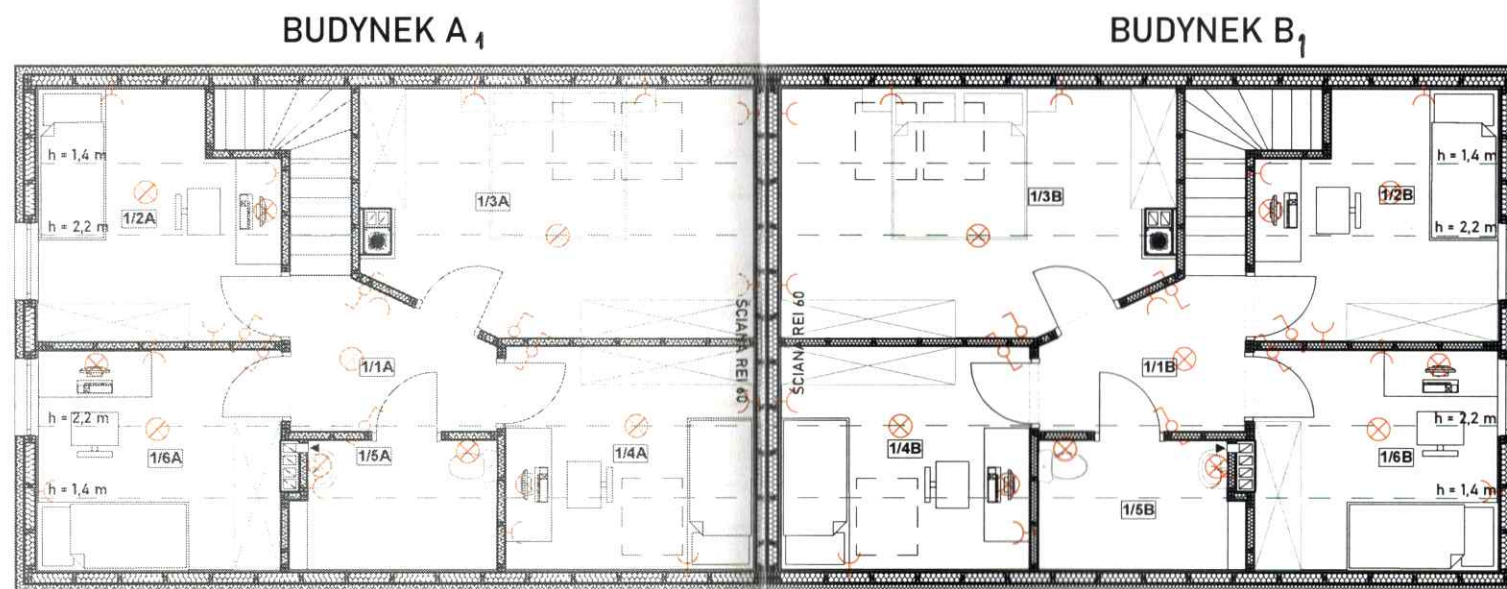 BUDYNEK A 1
BUDYNEK B 1
h = 1,4 m
1/2A
h = 2,2 m
1/3A
1/3B
h = 1,4 m
1/2B
h = 2,2 m
ŚCIANA REI 60
ŚCIANA REI 60
1/1A
1/1B
h = 2,2 m
1/6A
1/5A
1/4A
h = 1,4 m
1/4B
1/5B
h = 2,2 m
1/6B
h = 1,4 m